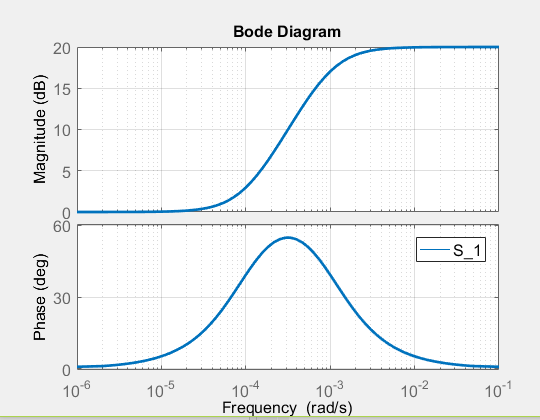 Bode Diagram
Magnitude (dB)
20
15
10
5
0
Phase (deg)
60
30
0
S_1
10^-6 10^-5 10^-4 10^-3 10^-2 10^-1
Frequency (rad/s)